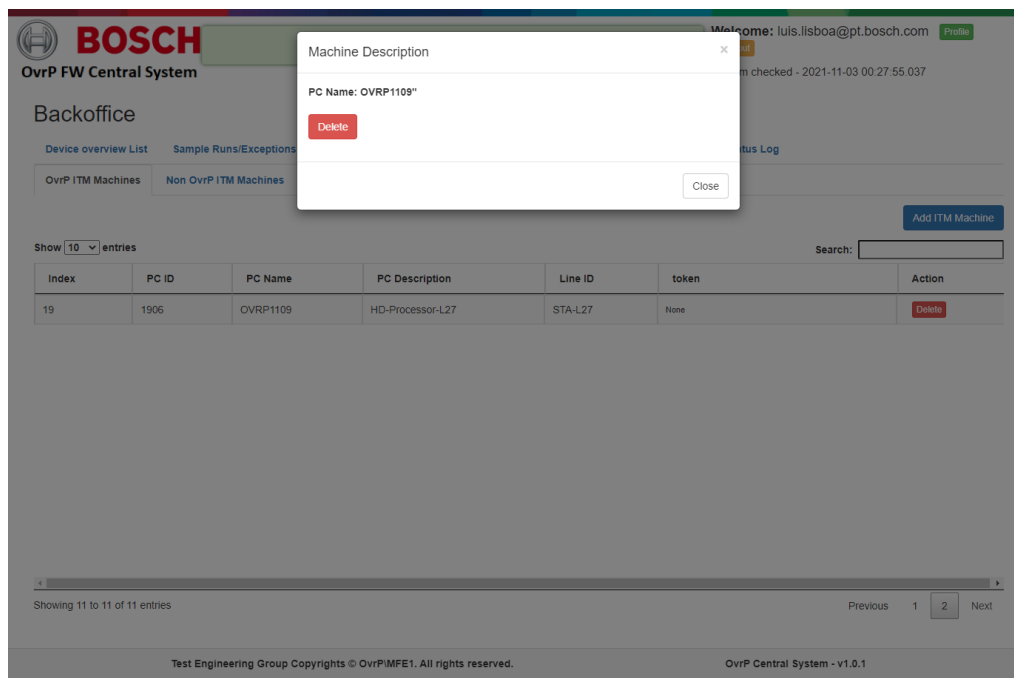 BOSCH
OvrP FW Central System
Welcome: luis.lisboa@pt.bosch.com Profile
m checked - 2021-11-03 00:27:55.037
Machine Description ×
PC Name: OVRP1109"
Delete
Close
Backoffice
Device overview List Sample Runs/Exceptions tus Log
OvrP ITM Machines Non OvrP ITM Machines
Add ITM Machine
Show 10 entries Search:
Index PC ID PC Name PC Description Line ID token Action
19 1906 OVRP1109 HD-Processor-L27 STA-L27 None Delete
Showing 11 to 11 of 11 entries Previous 1 2 Next
Test Engineering Group Copyrights © OvrP\MFE1. All rights reserved. OvrP Central System - v1.0.1